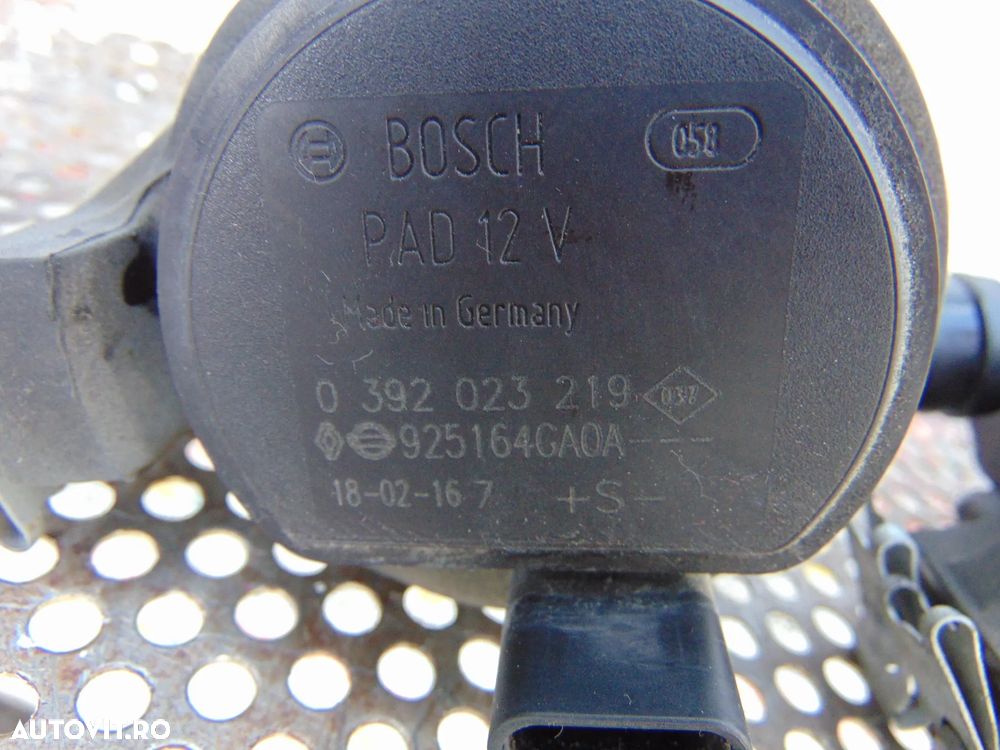 BOSCH 058
PAD 12 V
Made in Germany
0 392 023 219 037
925164GA0A----
18-02-16 7 +S-
AUTOVIT.RO